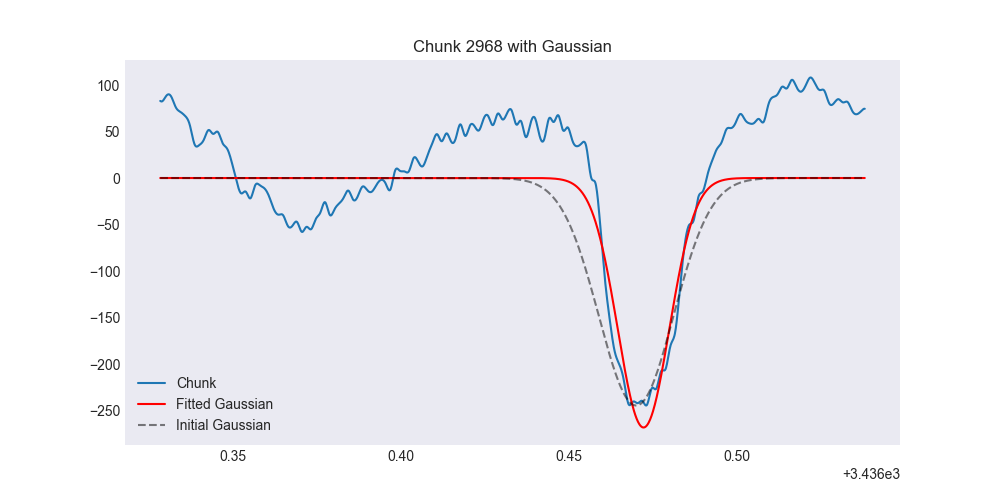 Chunk 2968 with Gaussian
100
50
0
−50
−100
−150
−200
−250
Chunk
Fitted Gaussian
Initial Gaussian
0.35 0.40 0.45 0.50
+3.436e3